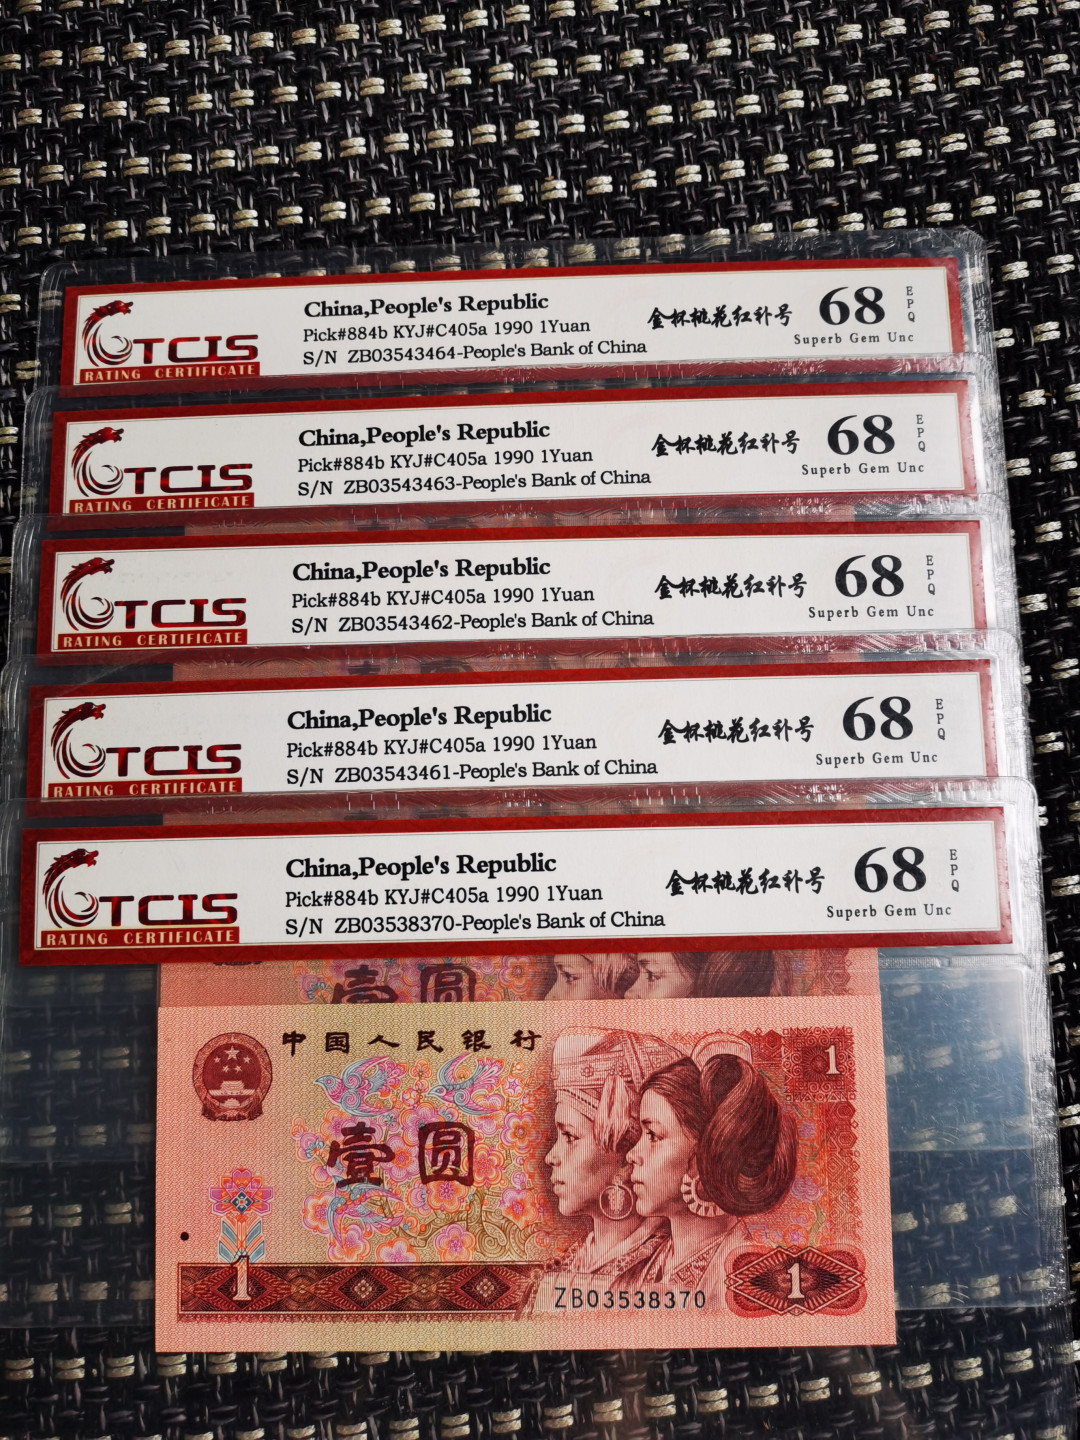 TCIS
RATING CERTIFICATE
China,People's Republic
Pick#884b KYJ#C405a 1990 1Yuan
S/N ZB03543464-People's Bank of China
金杯桃花红补号
68
EPQ
Superb Gem Unc
TCIS
RATING CERTIFICATE
China,People's Republic
Pick#884b KYJ#C405a 1990 1Yuan
S/N ZB03543463-People's Bank of China
金杯桃花红补号
68
EPQ
Superb Gem Unc
TCIS
RATING CERTIFICATE
China,People's Republic
Pick#884b KYJ#C405a 1990 1Yuan
S/N ZB03543462-People's Bank of China
金杯桃花红补号
68
EPQ
Superb Gem Unc
TCIS
RATING CERTIFICATE
China,People's Republic
Pick#884b KYJ#C405a 1990 1Yuan
S/N ZB03543461-People's Bank of China
金杯桃花红补号
68
EPQ
Superb Gem Unc
TCIS
RATING CERTIFICATE
China,People's Republic
Pick#884b KYJ#C405a 1990 1Yuan
S/N ZB03538370-People's Bank of China
金杯桃花红补号
68
EPQ
Superb Gem Unc
壹圆
中国人民银行
1
壹圆
1
ZB03538370
1